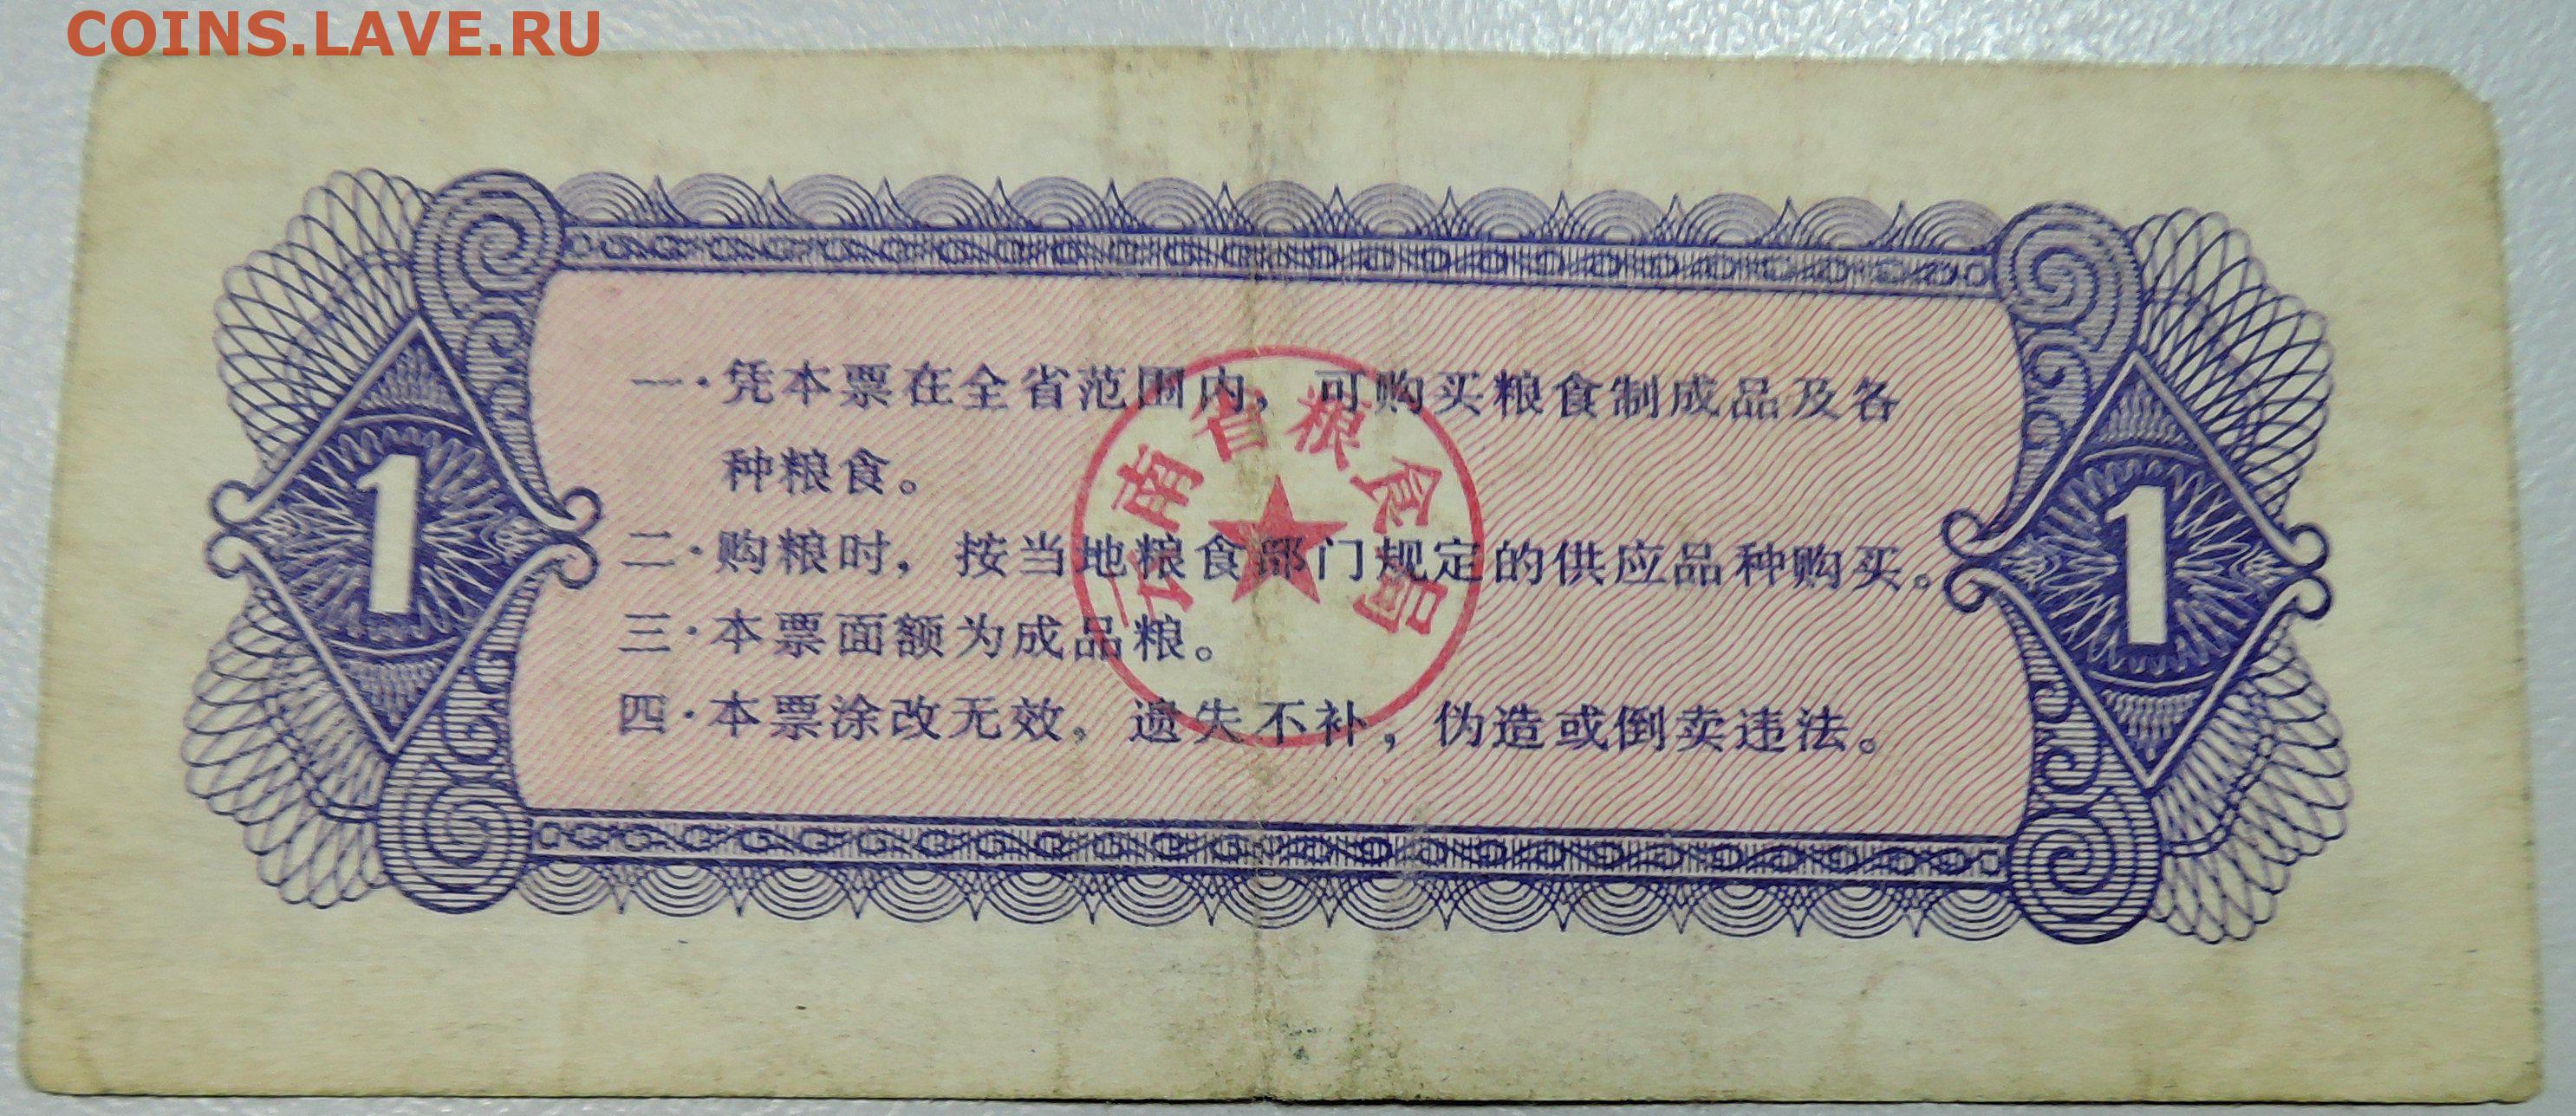 COINS.LAVE.RU
一·凭本票在全省范围内，可购买粮食制成品及各
种粮食。
二·购粮时，按当地粮食部门规定的供应品种购买。
三·本票面额为成品粮。
四·本票涂改无效，遗失不补，伪造或倒卖违法。
云南省粮食局
1
1